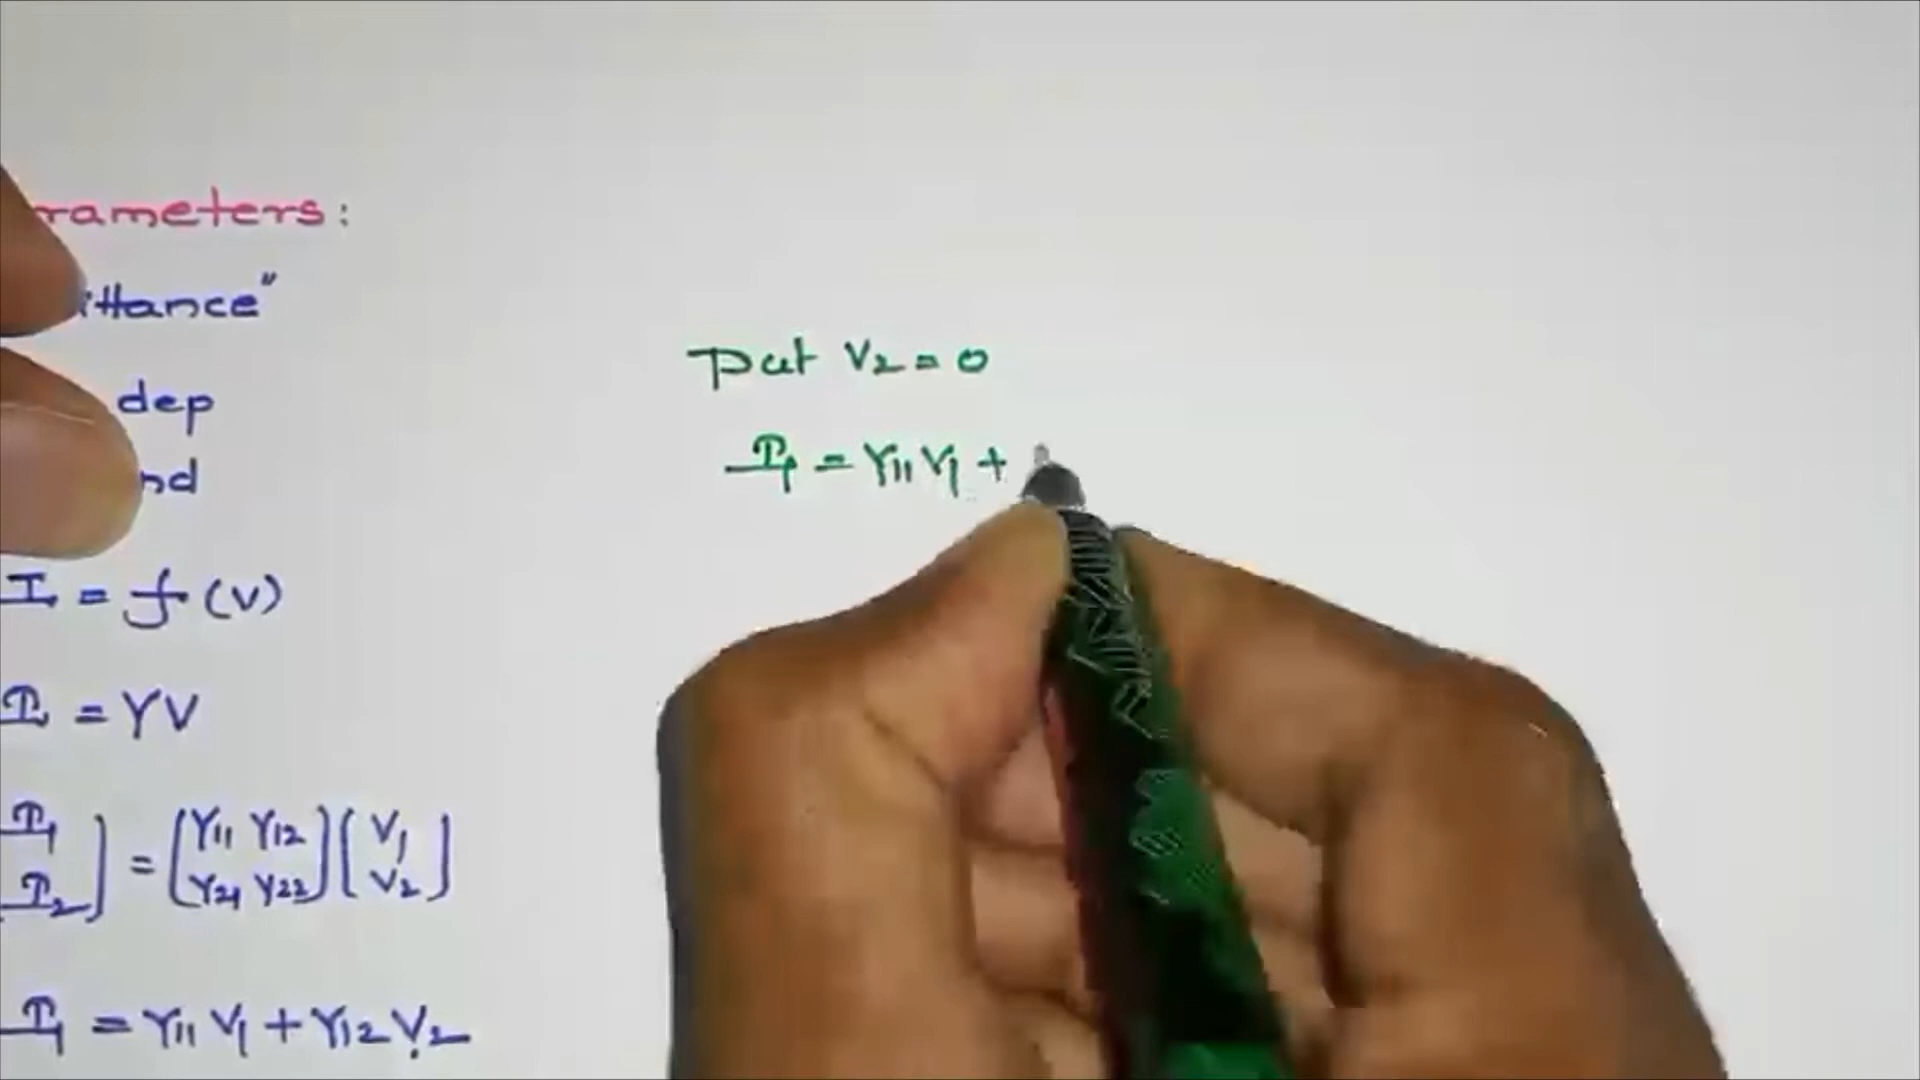 rameters:
ittance"
dep
nd
I = f(V)
I = YV
I1
I2 ] = [ Y11 Y12
Y21 Y22 ] [ V1
V2 ]
I1 = Y11 V1 + Y12 V2
Put V2 = 0
I1 = Y11 V1 +